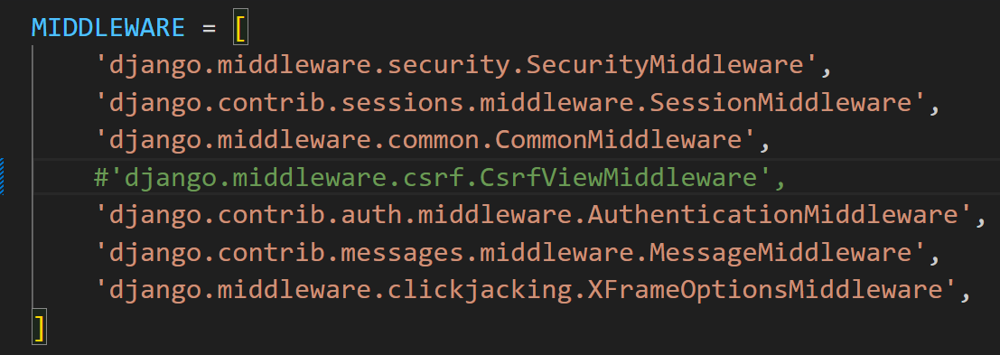 MIDDLEWARE = [
    'django.middleware.security.SecurityMiddleware',
    'django.contrib.sessions.middleware.SessionMiddleware',
    'django.middleware.common.CommonMiddleware',
    #'django.middleware.csrf.CsrfViewMiddleware',
    'django.contrib.auth.middleware.AuthenticationMiddleware',
    'django.contrib.messages.middleware.MessageMiddleware',
    'django.middleware.clickjacking.XFrameOptionsMiddleware',
]